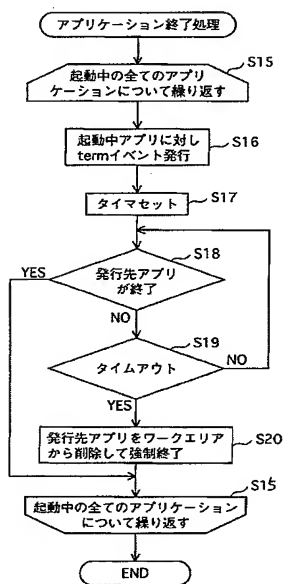 アプリケーション終了処理
S15
起動中の全てのアプリ
ケーションについて繰り返す
S16
起動中アプリに対し
termイベント発行
S17
タイマセット
S18
YES
発行先アプリ
が終了
NO
S19
タイムアウト
NO
YES
S20
発行先アプリをワークエリア
から削除して強制終了
S15
起動中の全てのアプリケーション
について繰り返す
END